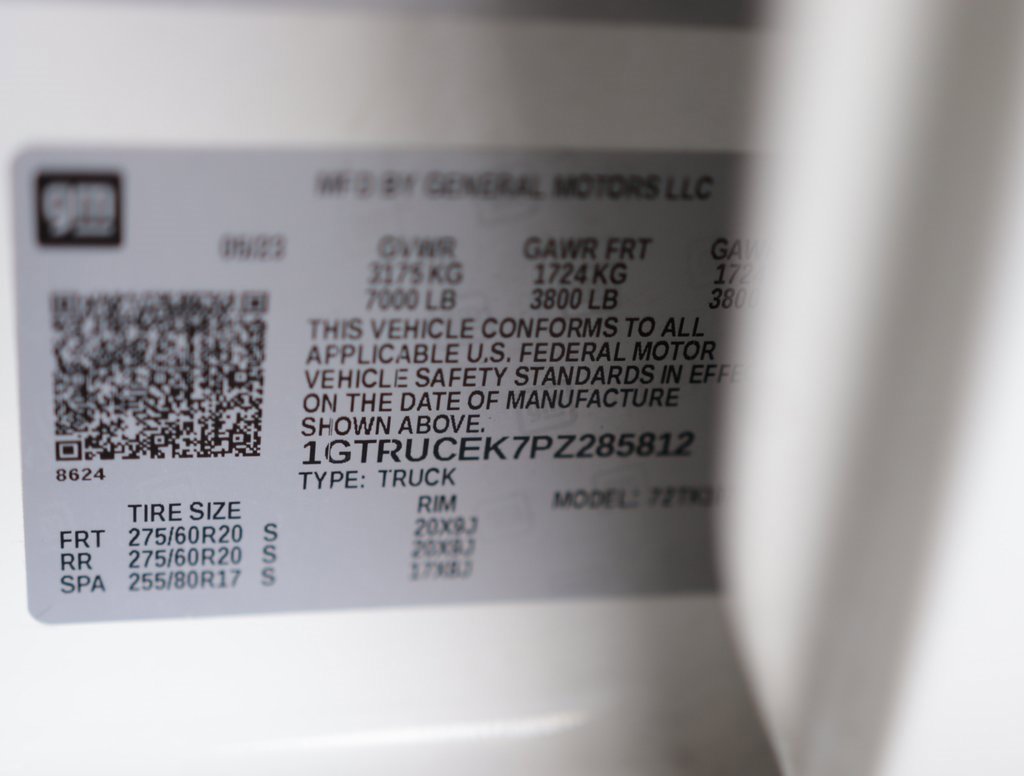 gm
MFD BY GENERAL MOTORS LLC
GVWR GAWR FRT
3175 KG 1724 KG
7000 LB 3800 LB
THIS VEHICLE CONFORMS TO ALL
APPLICABLE U.S. FEDERAL MOTOR
VEHICLE SAFETY STANDARDS IN
ON THE DATE OF MANUFACTURE
SHOWN ABOVE.
1GTRUCEK7PZ285812
8624
TYPE: TRUCK
TIRE SIZE RIM MODEL:
FRT 275/60R20 S 20X9J
RR 275/60R20 S 20X9J
SPA 255/80R17 S 17X8J